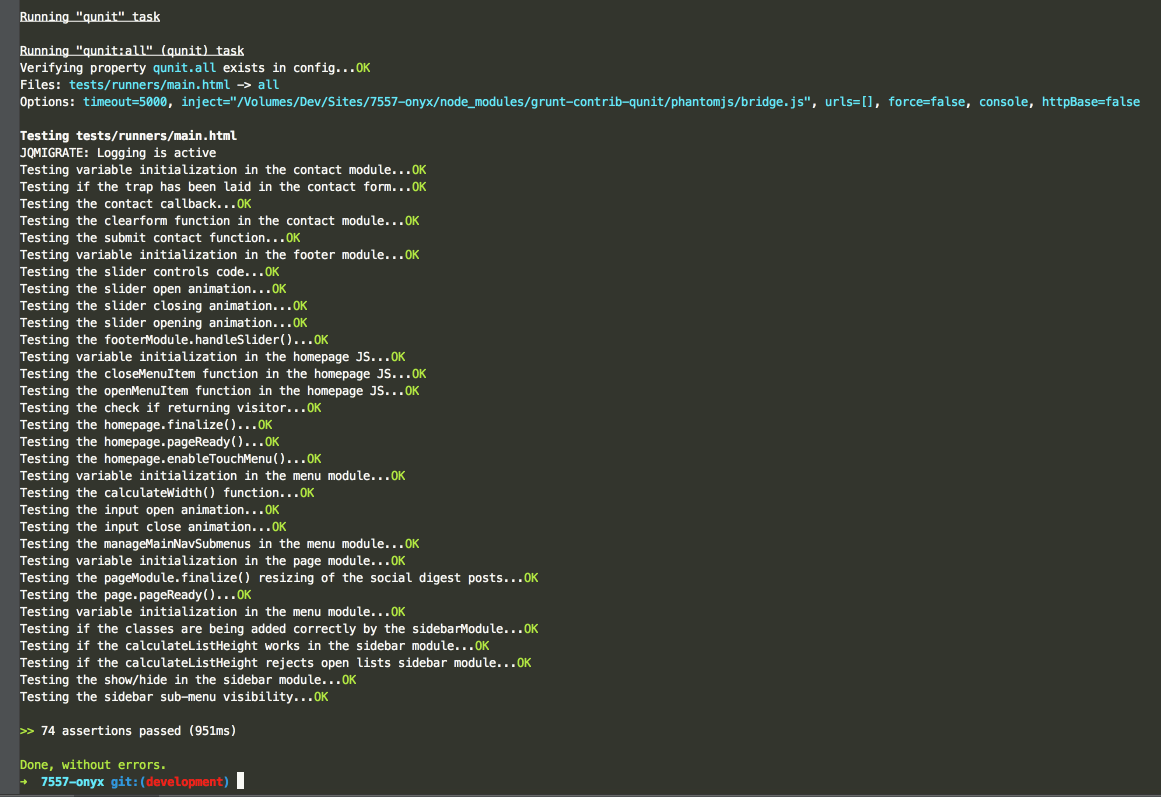 Running "qunit" task
Running "qunit:all" (qunit) task
Verifying property qunit.all exists in config...OK
Files: tests/runners/main.html -> all
Options: timeout=5000, inject="/Volumes/Dev/Sites/7557-onyx/node_modules/grunt-contrib-qunit/phantomjs/bridge.js", urls=[], force=false, console, httpBase=false
Testing tests/runners/main.html
JQMIGRATE: Logging is active
Testing variable initialization in the contact module...OK
Testing if the trap has been laid in the contact form...OK
Testing the contact callback...OK
Testing the clearform function in the contact module...OK
Testing the submit contact function...OK
Testing variable initialization in the footer module...OK
Testing the slider controls code...OK
Testing the slider open animation...OK
Testing the slider closing animation...OK
Testing the slider opening animation...OK
Testing the footerModule.handleSlider()...OK
Testing variable initialization in the homepage JS...OK
Testing the closeMenuItem function in the homepage JS...OK
Testing the openMenuItem function in the homepage JS...OK
Testing the check if returning visitor...OK
Testing the homepage.finalize()...OK
Testing the homepage.pageReady()...OK
Testing the homepage.enableTouchMenu()...OK
Testing variable initialization in the menu module...OK
Testing the calculateWidth() function...OK
Testing the input open animation...OK
Testing the input close animation...OK
Testing the manageMainNavSubmenus in the menu module...OK
Testing variable initialization in the page module...OK
Testing the pageModule.finalize() resizing of the social digest posts...OK
Testing the page.pageReady()...OK
Testing variable initialization in the menu module...OK
Testing if the classes are being added correctly by the sidebarModule...OK
Testing if the calculateListHeight works in the sidebar module...OK
Testing if the calculateListHeight rejects open lists sidebar module...OK
Testing the show/hide in the sidebar module...OK
Testing the sidebar sub-menu visibility...OK
>> 74 assertions passed (951ms)
Done, without errors.
➜  7557-onyx git:(development)